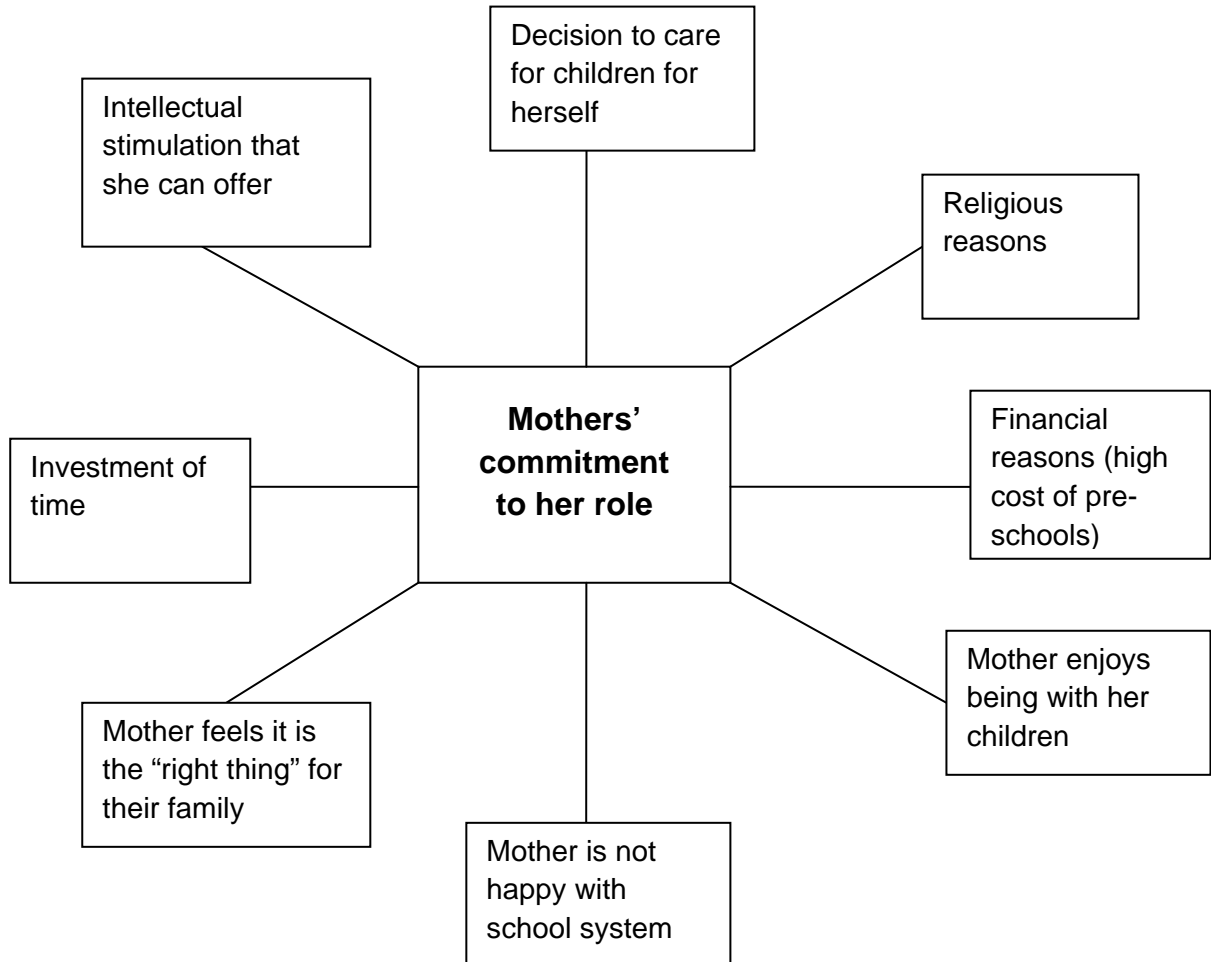 Decision to care
for children for
herself
Intellectual
stimulation that
she can offer
Religious
reasons
Mothers’
commitment
to her role
Financial
reasons (high
cost of pre-
schools)
Investment of
time
Mother enjoys
being with her
children
Mother feels it is
the “right thing” for
their family
Mother is not
happy with
school system